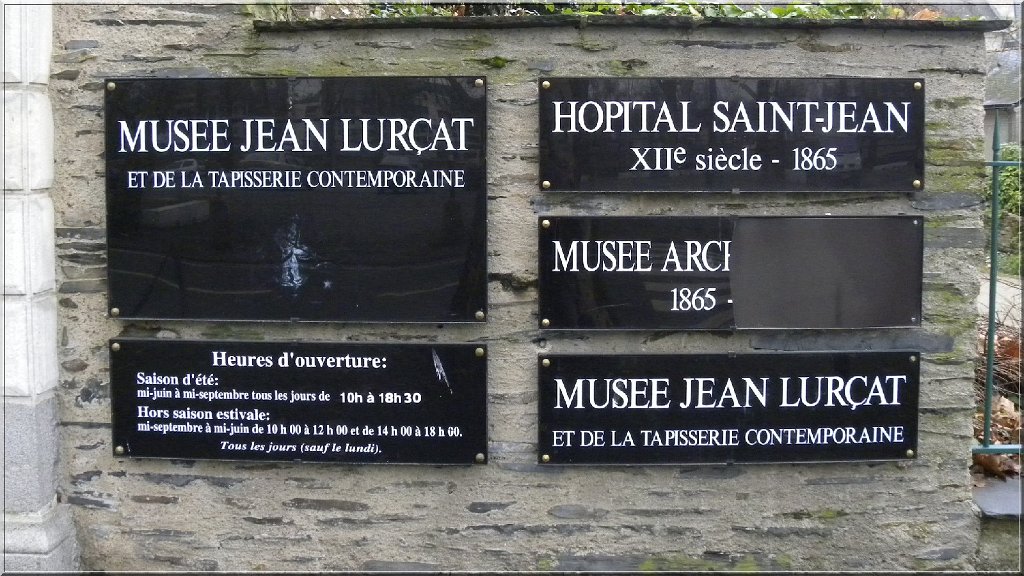 MUSEE JEAN LURÇAT
ET DE LA TAPISSERIE CONTEMPORAINE
Heures d'ouverture:
Saison d'été:
mi-juin à mi-septembre tous les jours de 10h à 18h30
Hors saison estivale:
mi-septembre à mi-juin de 10 h 00 à 12 h 00 et de 14 h 00 à 18 h 00.
Tous les jours (sauf le lundi).
HOPITAL SAINT-JEAN
XIIe siècle - 1865
MUSEE ARCH
1865 -
MUSEE JEAN LURÇAT
ET DE LA TAPISSERIE CONTEMPORAINE